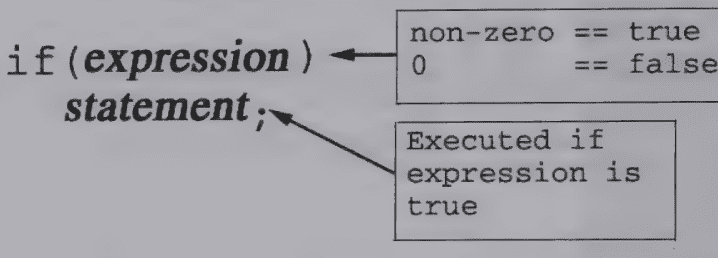 if(expression)
statement;
non-zero == true
0 == false
Executed if
expression is
true